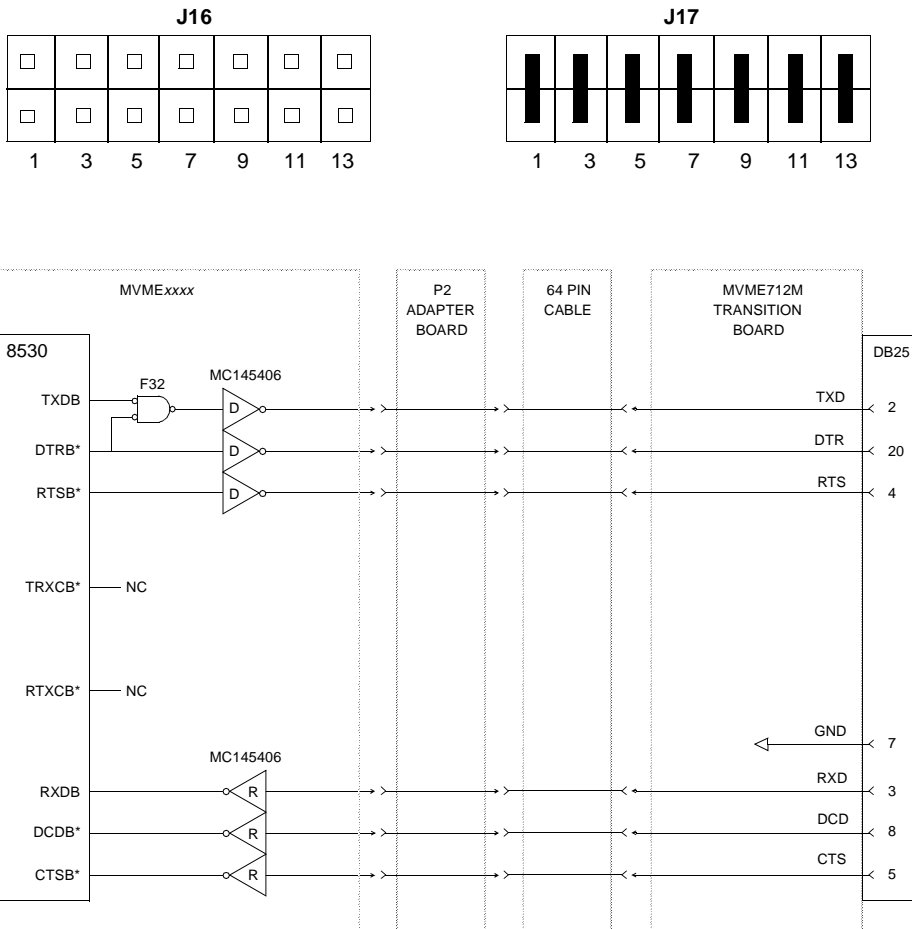 J16
J17
1 3 5 7 9 11 13
1 3 5 7 9 11 13
MVMExxxx
P2
ADAPTER
BOARD
64 PIN
CABLE
MVME712M
TRANSITION
BOARD
8530
DB25
MC145406
F32
TXDB
D
TXD
2
DTRB*
D
DTR
20
RTSB*
D
RTS
4
TRXCB*
NC
RTXCB*
NC
GND
7
MC145406
RXDB
R
RXD
3
DCDB*
R
DCD
8
CTSB*
R
CTS
5